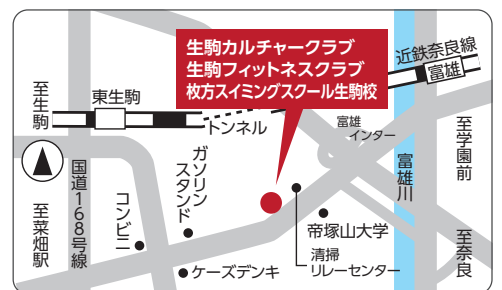 生駒カルチャークラブ
生駒フィットネスクラブ
枚方スイミングスクール生駒校
近鉄奈良線
富雄
至生駒
東生駒
トンネル
富雄
インター
至学園前
富雄川
国道168号線
ガソリン
スタンド
コンビニ
帝塚山大学
清掃
リレーセンター
ケーズデンキ
至菜畑駅
至奈良